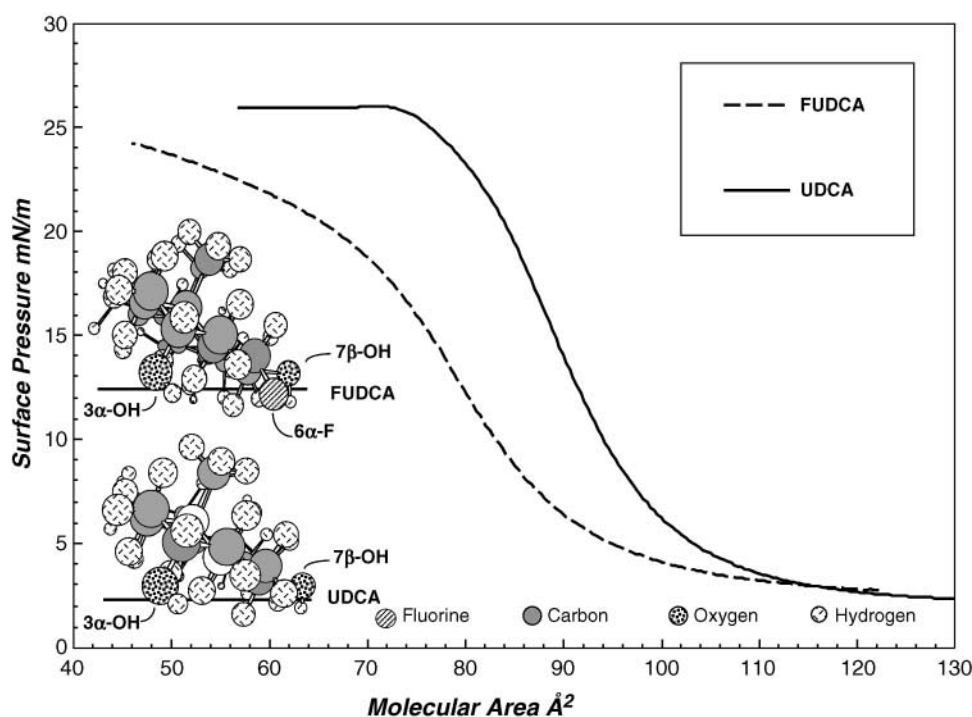 30
25
20
15
10
5
0
Surface Pressure mN/m
FUDCA
UDCA
7β-OH
FUDCA
3α-OH
6α-F
7β-OH
UDCA
3α-OH
Fluorine Carbon Oxygen Hydrogen
40 50 60 70 80 90 100 110 120 130
Molecular Area Å²